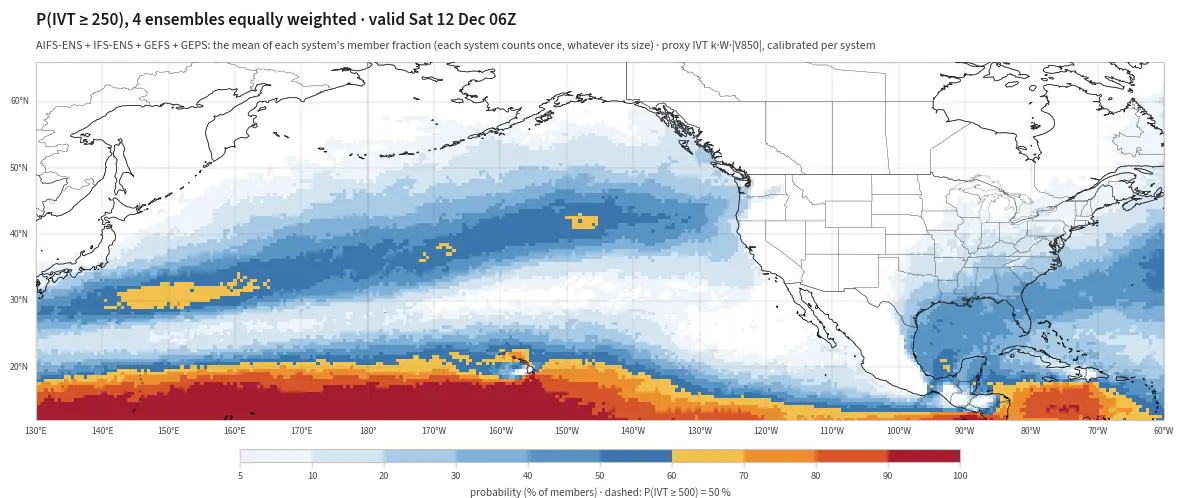 P(IVT ≥ 250), 4 ensembles equally weighted · valid Sat 12 Dec 06Z
AIFS-ENS + IFS-ENS + GEFS + GEPS: the mean of each system's member fraction (each system counts once, whatever its size) · proxy IVT k·W·|V850|, calibrated per system
60°N
50°N
40°N
30°N
20°N
130°E 140°E 150°E 160°E 170°E 180° 170°W 160°W 150°W 140°W 130°W 120°W 110°W 100°W 90°W 80°W 70°W 60°W
5 10 20 30 40 50 60 70 80 90 100
probability (% of members) · dashed: P(IVT ≥ 500) = 50 %